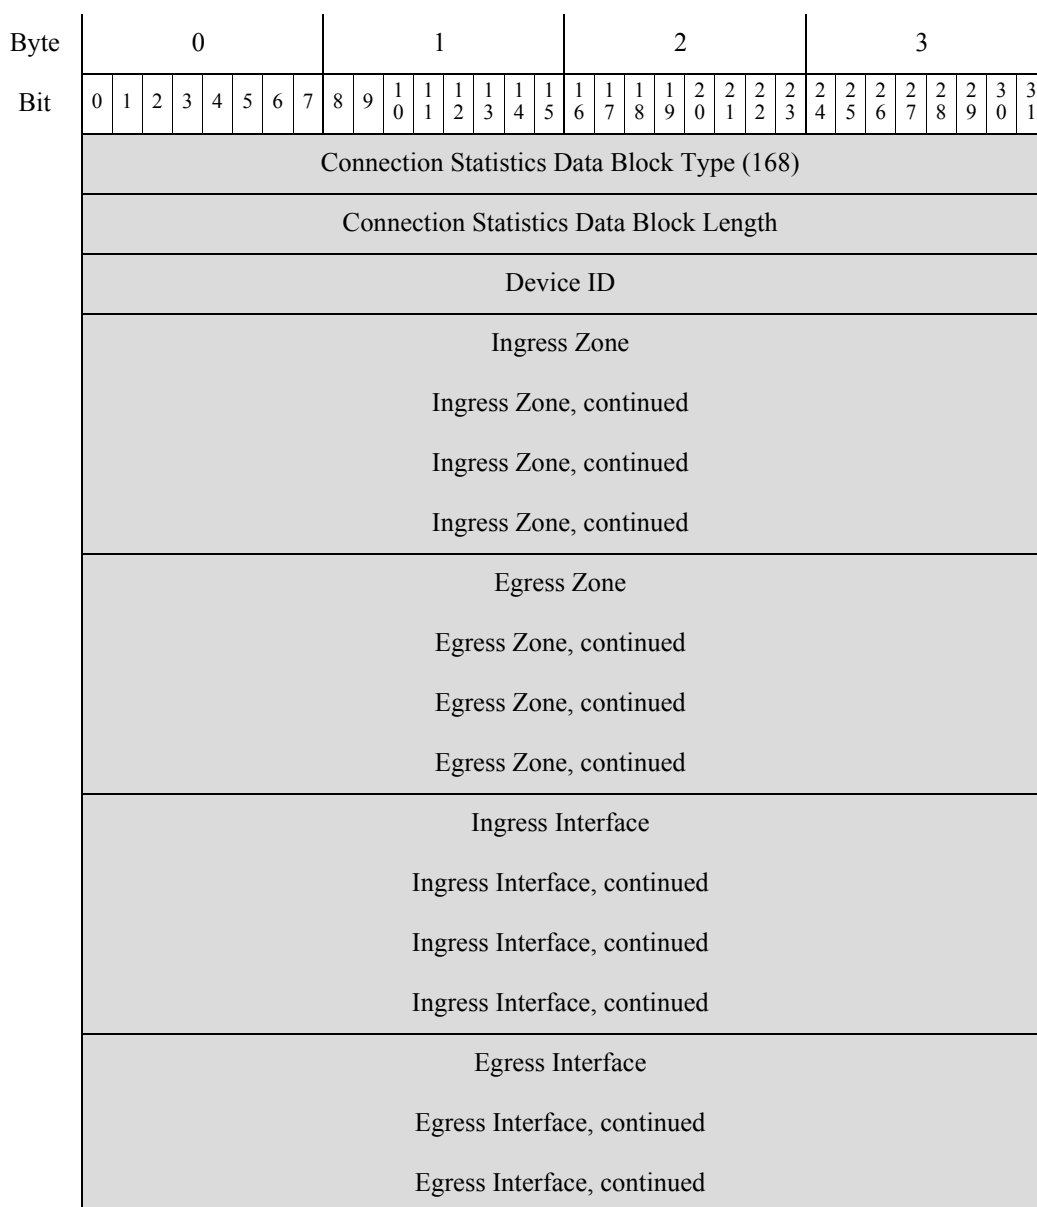 Byte 0 1 2 3
Bit 0 1 2 3 4 5 6 7 8 9 10 11 12 13 14 15 16 17 18 19 20 21 22 23 24 25 26 27 28 29 30 31
Connection Statistics Data Block Type (168)
Connection Statistics Data Block Length
Device ID
Ingress Zone
Ingress Zone, continued
Ingress Zone, continued
Ingress Zone, continued
Egress Zone
Egress Zone, continued
Egress Zone, continued
Egress Zone, continued
Ingress Interface
Ingress Interface, continued
Ingress Interface, continued
Ingress Interface, continued
Egress Interface
Egress Interface, continued
Egress Interface, continued